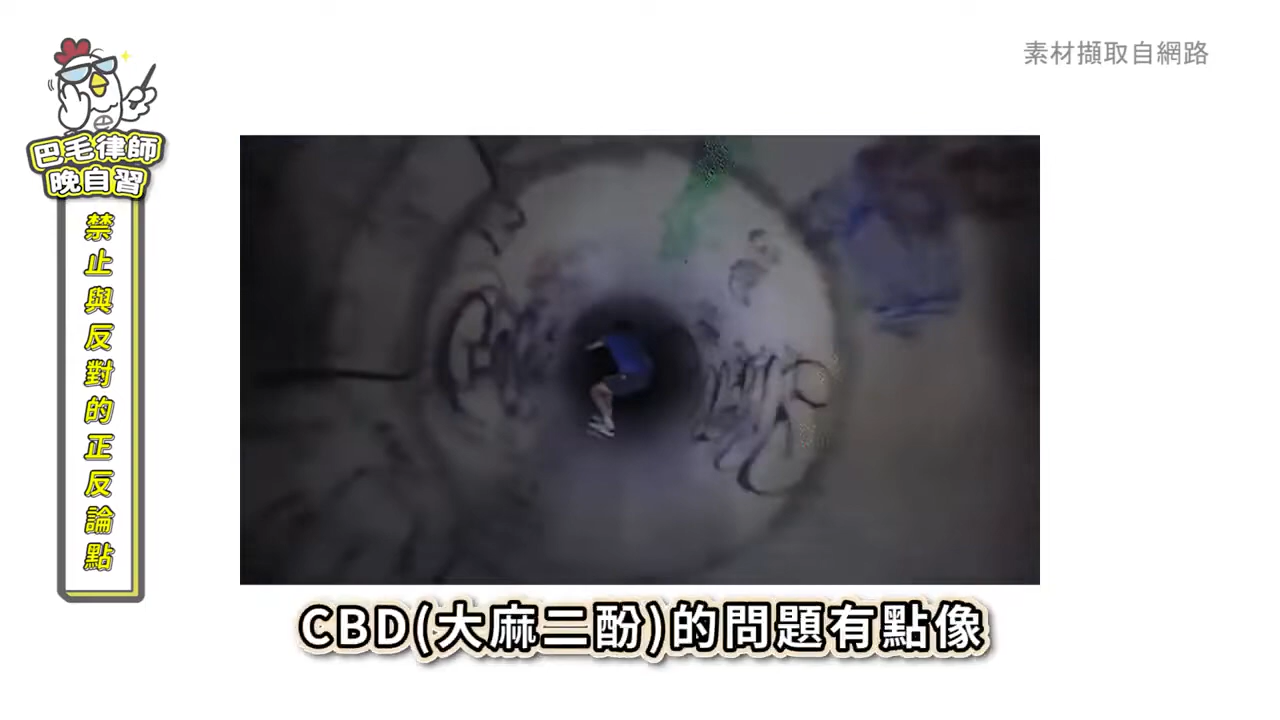 素材擷取自網路
巴毛律師
晚自習
禁止與反對的正反論點
CBD(大麻二酚)的問題有點像